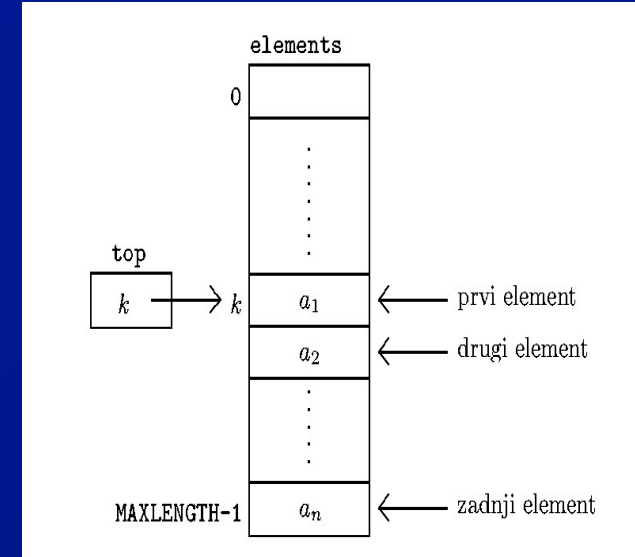 elements
0
top
k k a1 prvi element
a2 drugi element
MAXLENGTH-1 an zadnji element